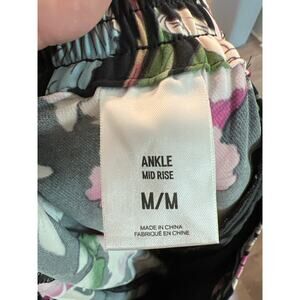 ANKLE
MID RISE
M/M
MADE IN CHINA
FABRIQUÉ EN CHINE